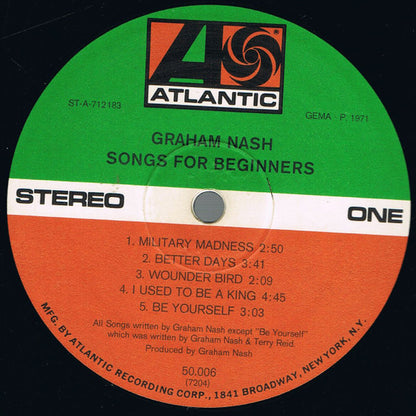 ATLANTIC
ST-A-712183
GEMA - P. 1971
GRAHAM NASH
SONGS FOR BEGINNERS
STEREO ONE
1. MILITARY MADNESS 2:50
2. BETTER DAYS 3:41
3. WOUNDER BIRD 2:09
4. I USED TO BE A KING 4:45
5. BE YOURSELF 3:03
All Songs written by Graham Nash except "Be Yourself"
which was written by Graham Nash & Terry Reid.
Produced by Graham Nash
50.006
(7204)
MFG. BY ATLANTIC RECORDING CORP., 1841 BROADWAY, NEW YORK, N.Y.